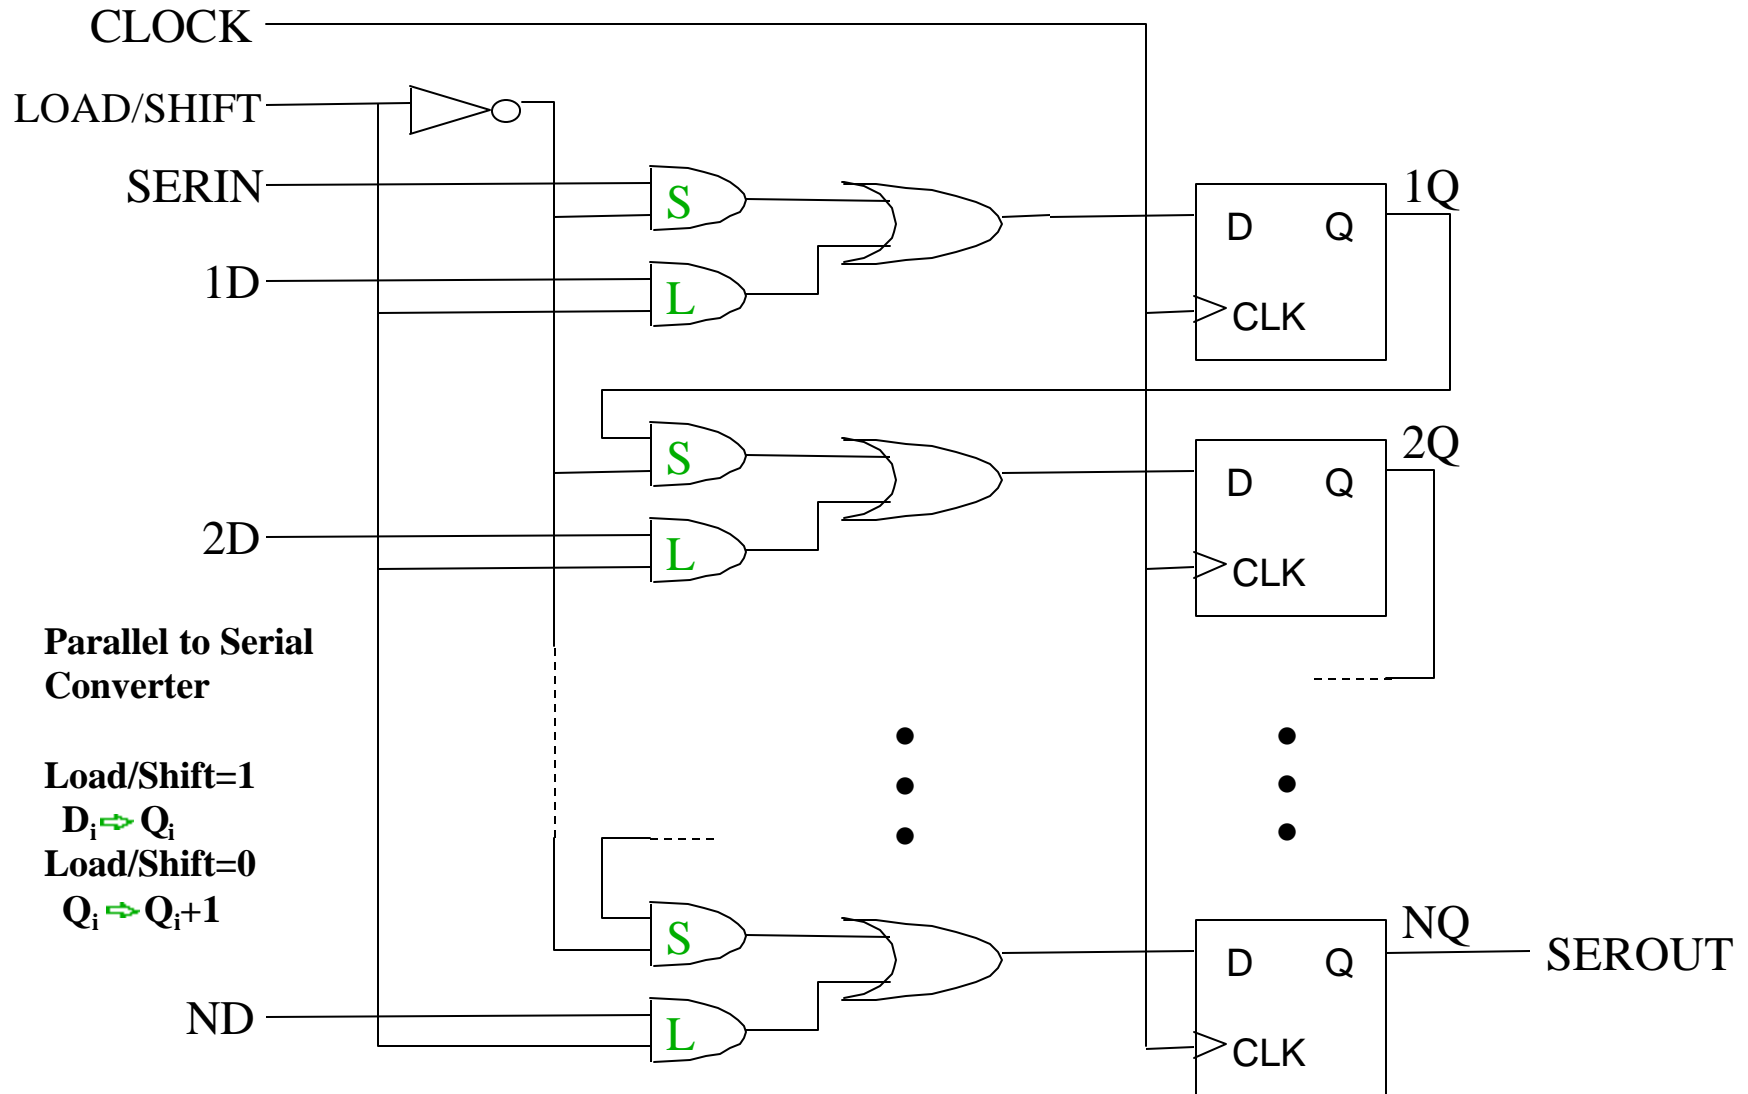 CLOCK
LOAD/SHIFT
SERIN
S
1Q
D Q
1D
L
CLK
S
2Q
D Q
2D
L
CLK
Parallel to Serial
Converter
Load/Shift=1
Di⇨Qi
Load/Shift=0
Qi⇨Qi+1
S
NQ
D Q
SEROUT
ND
L
CLK